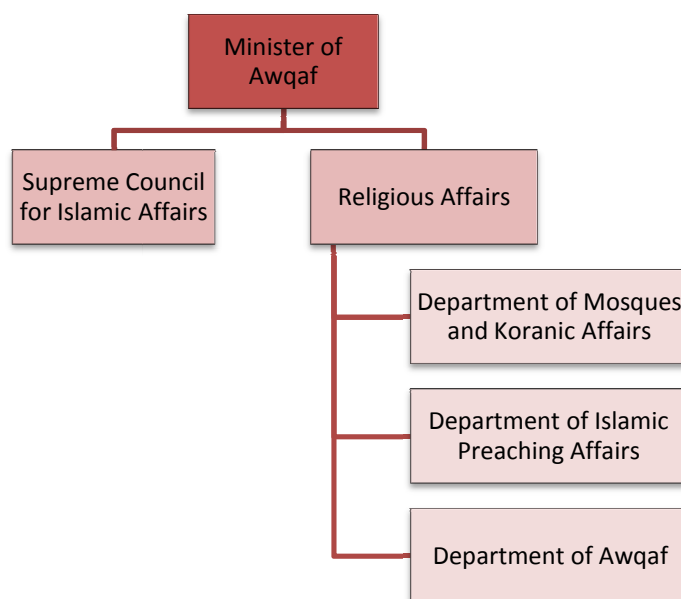 Minister of
Awqaf
Supreme Council
for Islamic Affairs
Religious Affairs
Department of Mosques
and Koranic Affairs
Department of Islamic
Preaching Affairs
Department of Awqaf